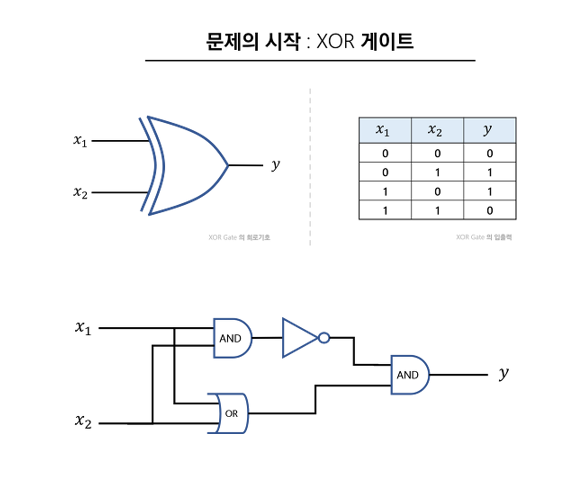 문제의 시작 : XOR 게이트
x₁
x₂
y
XOR Gate 의 회로기호
x₁ x₂ y
0 0 0
0 1 1
1 0 1
1 1 0
XOR Gate 의 입출력
x₁
x₂
AND
OR
AND
y